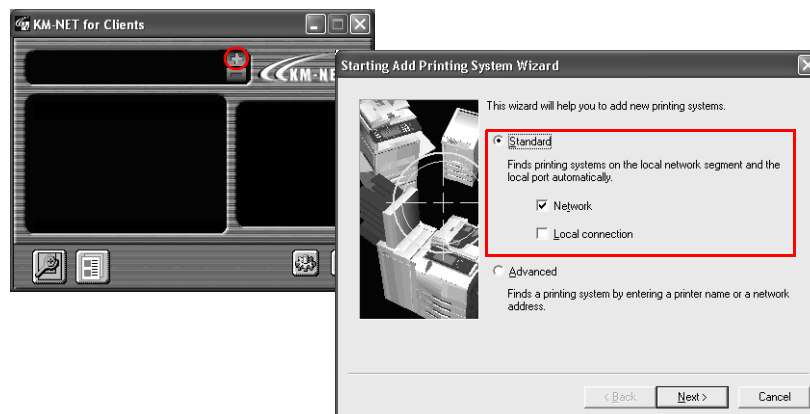 KM-NET for Clients
KM-NE
Starting Add Printing System Wizard
This wizard will help you to add new printing systems.
Standard
Finds printing systems on the local network segment and the
local port automatically.
Network
Local connection
Advanced
Finds a printing system by entering a printer name or a network
address.
< Back
Next >
Cancel